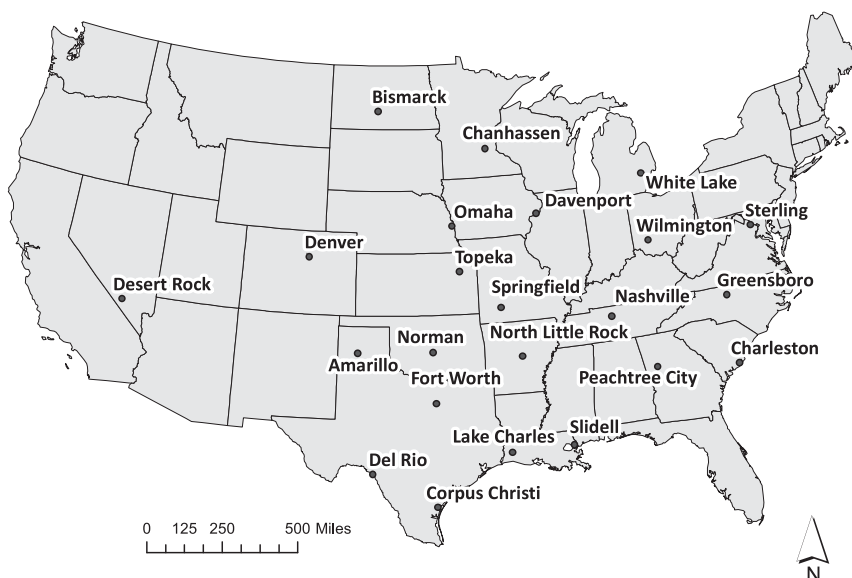 Bismarck
Chanhassen
White Lake
Davenport
Omaha
Sterling
Wilmington
Denver
Topeka
Desert Rock
Springfield
Greensboro
Nashville
North Little Rock
Norman
Charleston
Amarillo
Fort Worth
Peachtree City
Slidell
Lake Charles
Del Rio
Corpus Christi
0 125 250 500 Miles
N